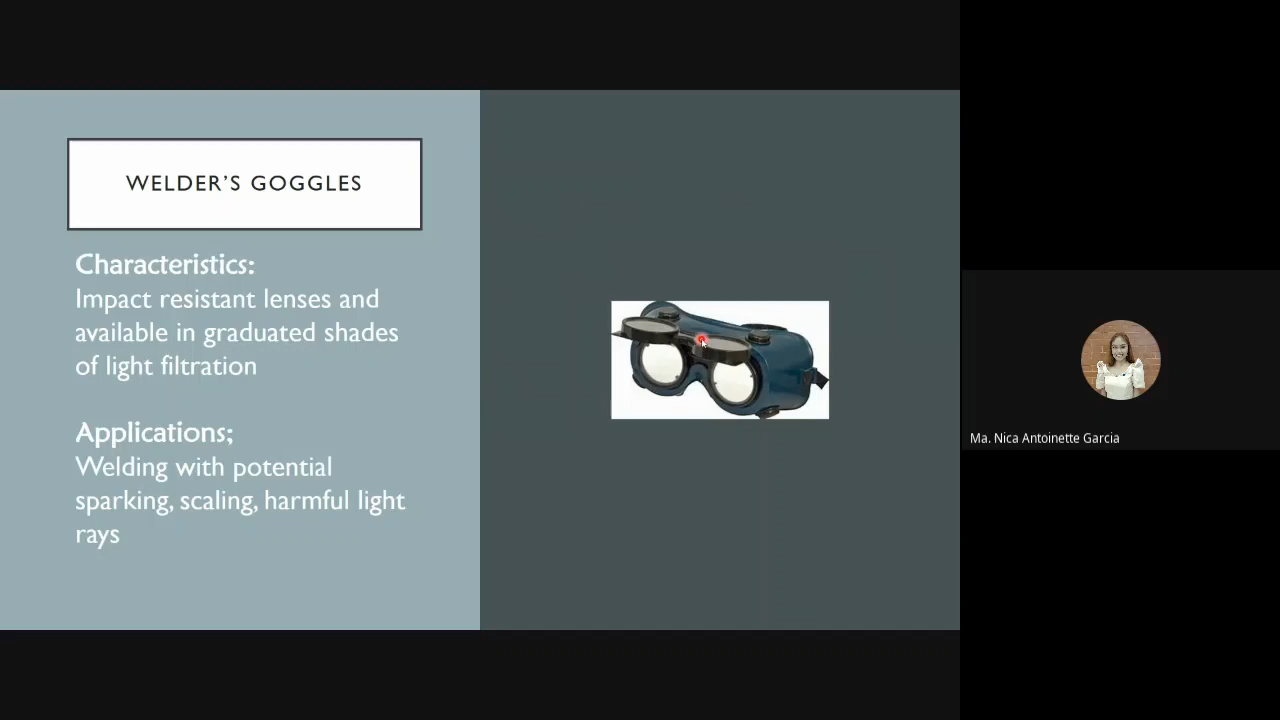 WELDER'S GOGGLES
Characteristics:
Impact resistant lenses and
available in graduated shades
of light filtration
Applications;
Welding with potential
sparking, scaling, harmful light
rays
Ma. Nica Antoinette Garcia